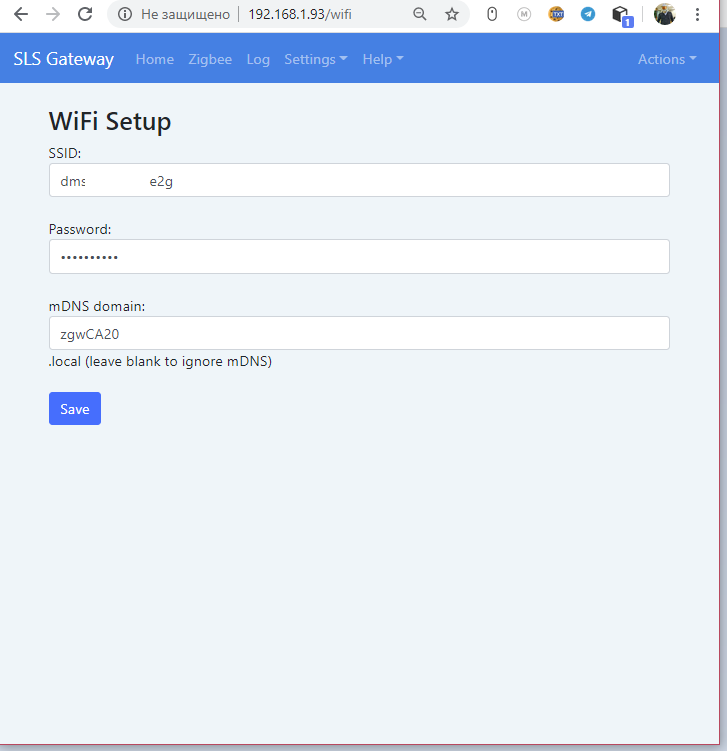 Не защищено 192.168.1.93/wifi
1
SLS Gateway Home Zigbee Log Settings Help Actions
WiFi Setup
SSID:
dms e2g
Password:
••••••••••
mDNS domain:
zgwCA20
.local (leave blank to ignore mDNS)
Save